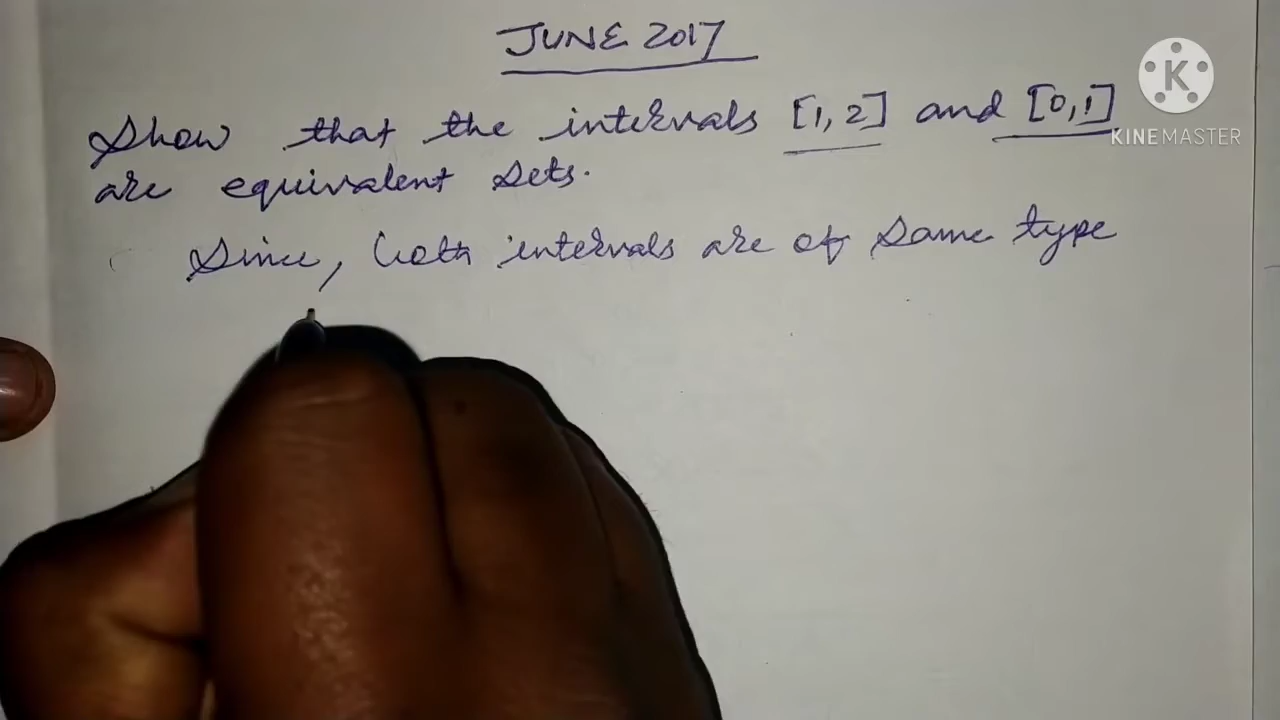 JUNE 2017
Show that the intervals [1, 2] and [0,1]
are equivalent sets.
Since, both intervals are of same type
K
KINEMASTER